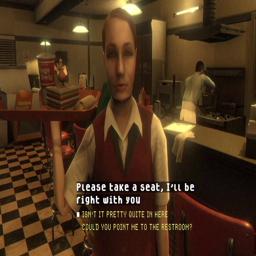 Please take a seat, I'll be
right with you
ISN'T IT PRETTY QUITE IN HERE
COULD YOU POINT ME TO THE RESTROOM?